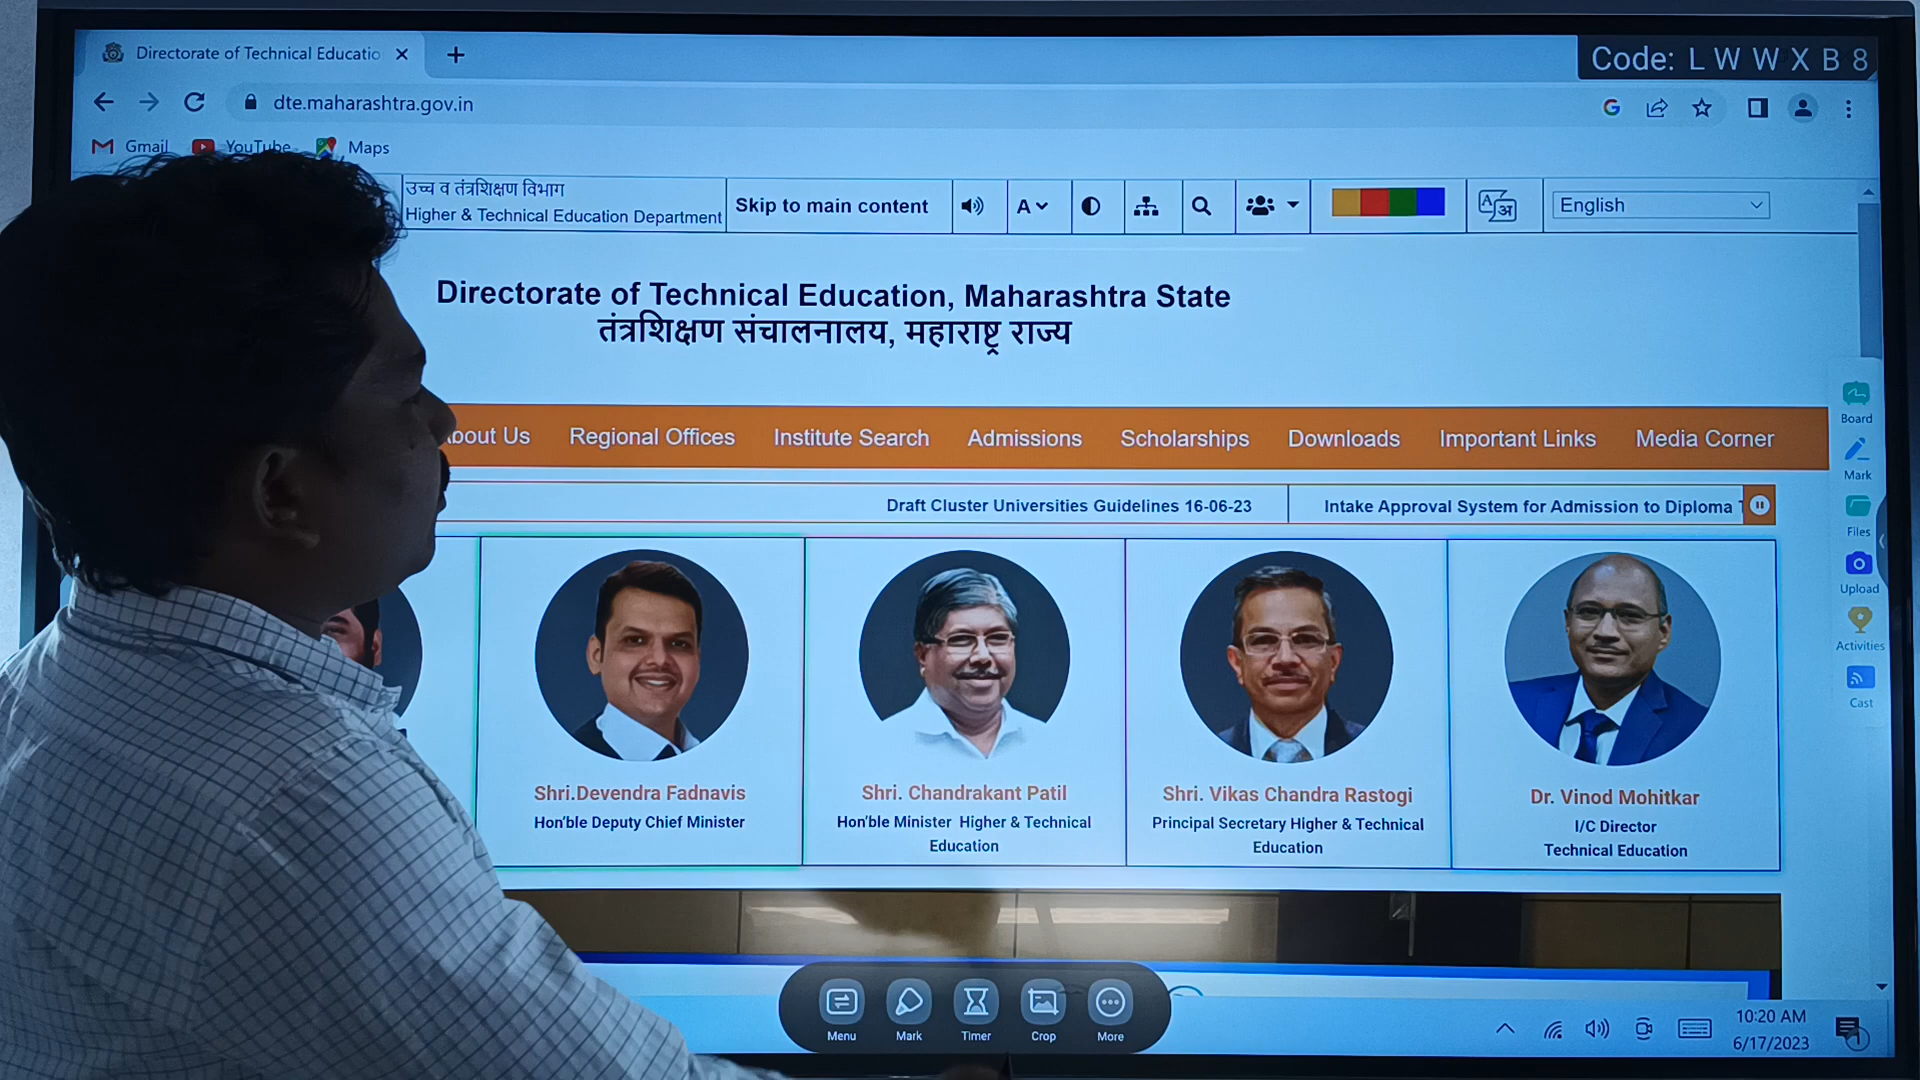 Directorate of Technical Educatio
Code: L W W X B 8
dte.maharashtra.gov.in
Gmail YouTube Maps
उच्च व तंत्रशिक्षण विभाग
Higher & Technical Education Department
Skip to main content
A
English
Directorate of Technical Education, Maharashtra State
तंत्रशिक्षण संचालनालय, महाराष्ट्र राज्य
bout Us Regional Offices Institute Search Admissions Scholarships Downloads Important Links Media Corner
Draft Cluster Universities Guidelines 16-06-23 Intake Approval System for Admission to Diploma
Board
Mark
Files
Upload
Activities
Cast
Shri.Devendra Fadnavis
Hon'ble Deputy Chief Minister
Shri. Chandrakant Patil
Hon'ble Minister Higher & Technical
Education
Shri. Vikas Chandra Rastogi
Principal Secretary Higher & Technical
Education
Dr. Vinod Mohitkar
I/C Director
Technical Education
Menu Mark Timer Crop More
10:20 AM
6/17/2023
1